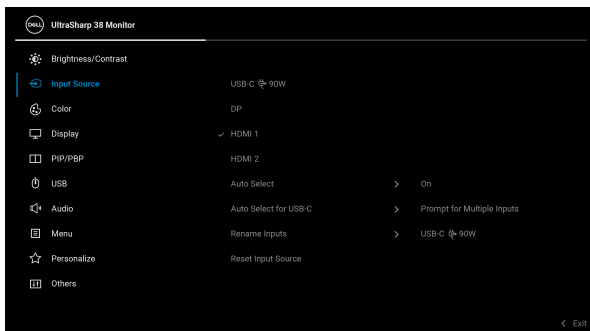 DELL UltraSharp 38 Monitor
Brightness/Contrast
Input Source USB-C 90W
Color DP
Display HDMI 1
PIP/PBP HDMI 2
USB Auto Select On
Audio Auto Select for USB-C Prompt for Multiple Inputs
Menu Rename Inputs USB-C 90W
Personalize Reset Input Source
Others
Exit